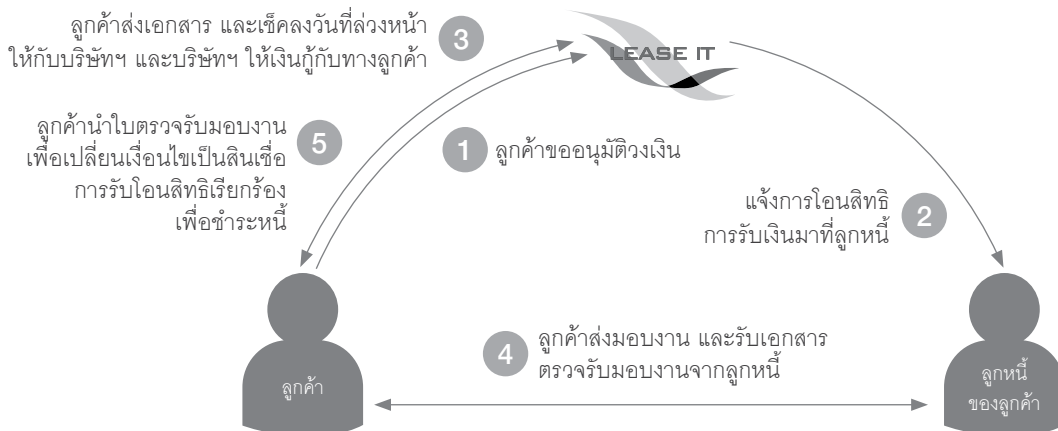 ลูกค้าส่งเอกสาร และเช็คลงวันที่ล่วงหน้า
ให้กับบริษัทฯ และบริษัทฯ ให้เงินกู้กับทางลูกค้า
3
LEASE IT
ลูกค้านำใบตรวจรับมอบงาน
เพื่อเปลี่ยนเงื่อนไขเป็นสินเชื่อ
การรับโอนสิทธิเรียกร้อง
เพื่อชำระหนี้
5
1 ลูกค้าขออนุมัติวงเงิน
แจ้งการโอนสิทธิ
การรับเงินมาที่ลูกหนี้
2
4
ลูกค้าส่งมอบงาน และรับเอกสาร
ตรวจรับมอบงานจากลูกหนี้
ลูกค้า
ลูกหนี้
ของลูกค้า